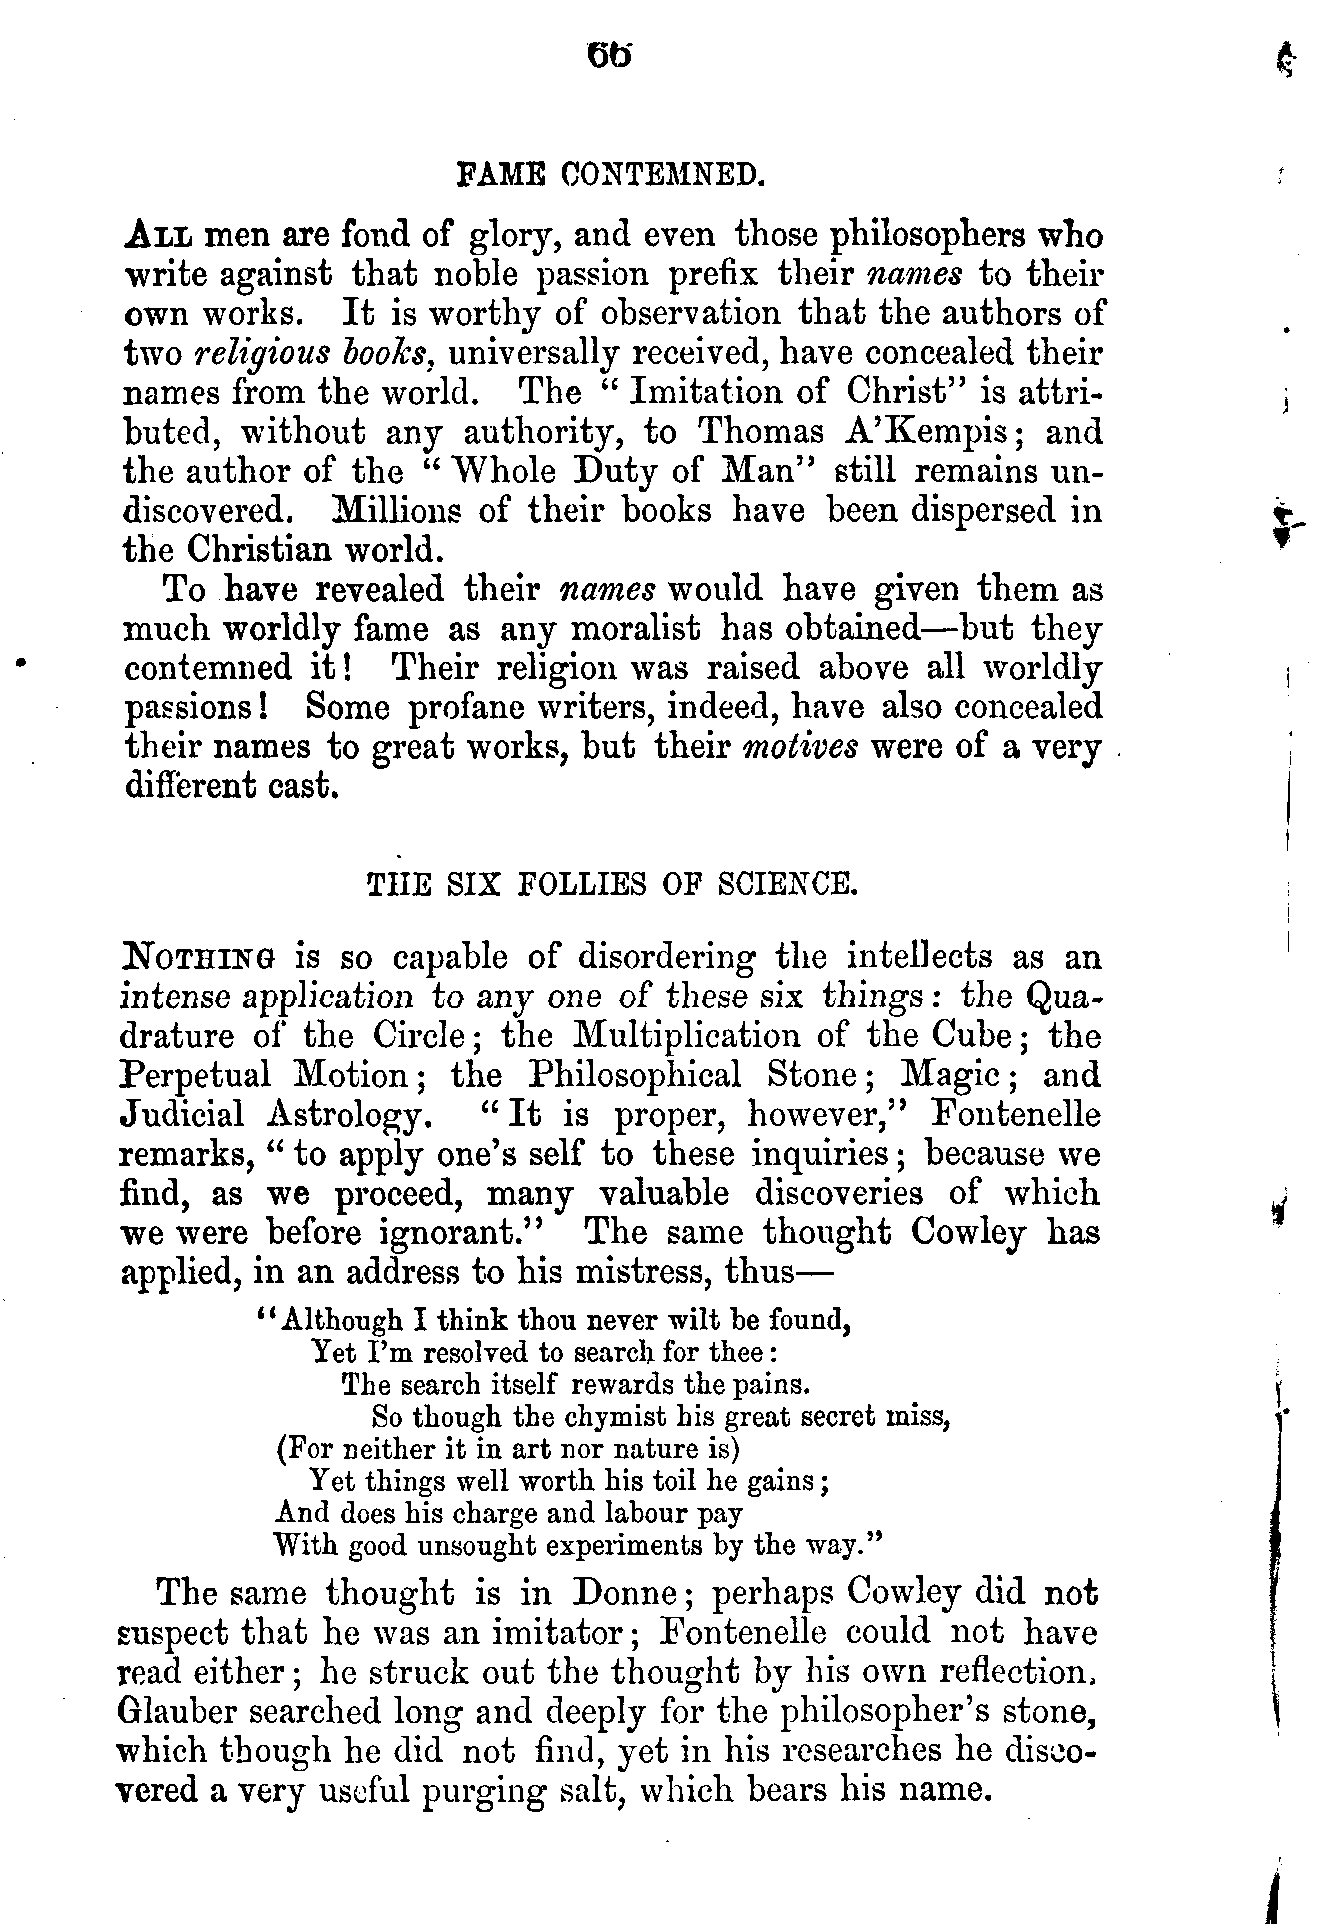 66
FAME CONTEMNED.
ALL men are fond of glory, and even those philosophers who
write against that noble passion prefix their names to their
own works. It is worthy of observation that the authors of
two religious books, universally received, have concealed their
names from the world. The “ Imitation of Christ” is attri-
buted, without any authority, to Thomas A’Kempis; and
the author of the “ Whole Duty of Man” still remains un-
discovered. Millions of their books have been dispersed in
the Christian world.
To have revealed their names would have given them as
much worldly fame as any moralist has obtained—but they
contemned it! Their religion was raised above all worldly
passions! Some profane writers, indeed, have also concealed
their names to great works, but their motives were of a very
different cast.
THE SIX FOLLIES OF SCIENCE.
NOTHING is so capable of disordering the intellects as an
intense application to any one of these six things: the Qua-
drature of the Circle; the Multiplication of the Cube; the
Perpetual Motion; the Philosophical Stone; Magic; and
Judicial Astrology. “ It is proper, however,” Fontenelle
remarks, “ to apply one’s self to these inquiries; because we
find, as we proceed, many valuable discoveries of which
we were before ignorant.” The same thought Cowley has
applied, in an address to his mistress, thus—
“Although I think thou never wilt be found,
Yet I’m resolved to search for thee:
The search itself rewards the pains.
So though the chymist his great secret miss,
(For neither it in art nor nature is)
Yet things well worth his toil he gains;
And does his charge and labour pay
With good unsought experiments by the way.”
The same thought is in Donne; perhaps Cowley did not
suspect that he was an imitator; Fontenelle could not have
read either; he struck out the thought by his own reflection.
Glauber searched long and deeply for the philosopher’s stone,
which though he did not find, yet in his researches he disco-
vered a very useful purging salt, which bears his name.